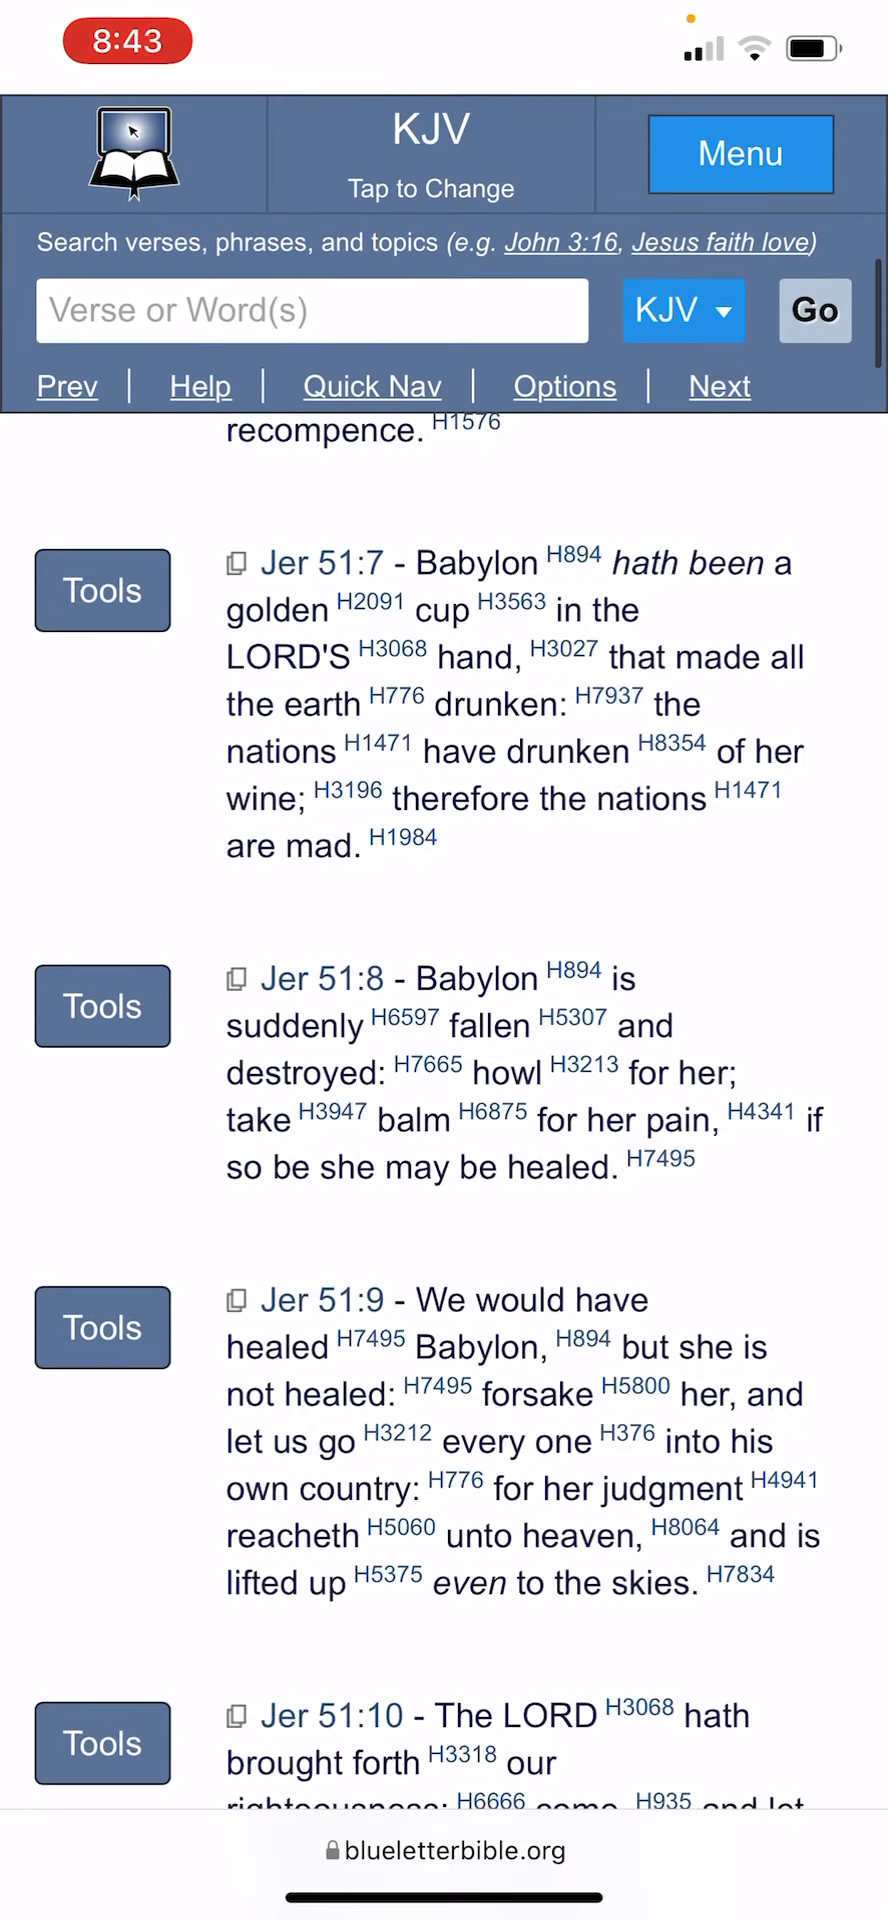 8:43
KJV
Tap to Change
Menu
Search verses, phrases, and topics (e.g. John 3:16, Jesus faith love)
Verse or Word(s)
KJV
Go
Prev | Help | Quick Nav | Options | Next
recompence. H1576
Tools
Jer 51:7 - Babylon H894 hath been a
golden H2091 cup H3563 in the
LORD'S H3068 hand, H3027 that made all
the earth H776 drunken: H7937 the
nations H1471 have drunken H8354 of her
wine; H3196 therefore the nations H1471
are mad. H1984
Tools
Jer 51:8 - Babylon H894 is
suddenly H6597 fallen H5307 and
destroyed: H7665 howl H3213 for her;
take H3947 balm H6875 for her pain, H4341 if
so be she may be healed. H7495
Tools
Jer 51:9 - We would have
healed H7495 Babylon, H894 but she is
not healed: H7495 forsake H5800 her, and
let us go H3212 every one H376 into his
own country: H776 for her judgment H4941
reacheth H5060 unto heaven, H8064 and is
lifted up H5375 even to the skies. H7834
Tools
Jer 51:10 - The LORD H3068 hath
brought forth H3318 our
righteousness: H6666 come, H935 and let
blueletterbible.org